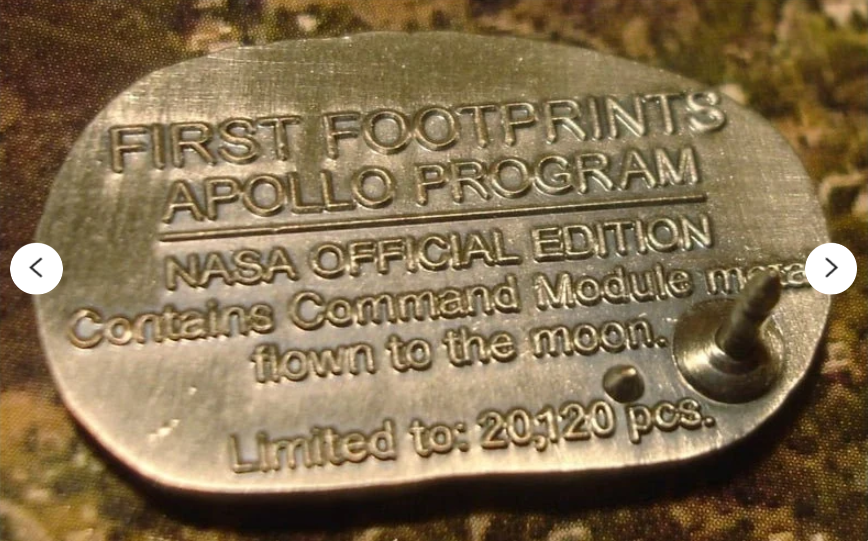 FIRST FOOTPRINTS
APOLLO PROGRAM
NASA OFFICIAL EDITION
Contains Command Module
flown to the moon.
Limited to: 20,120 pcs.